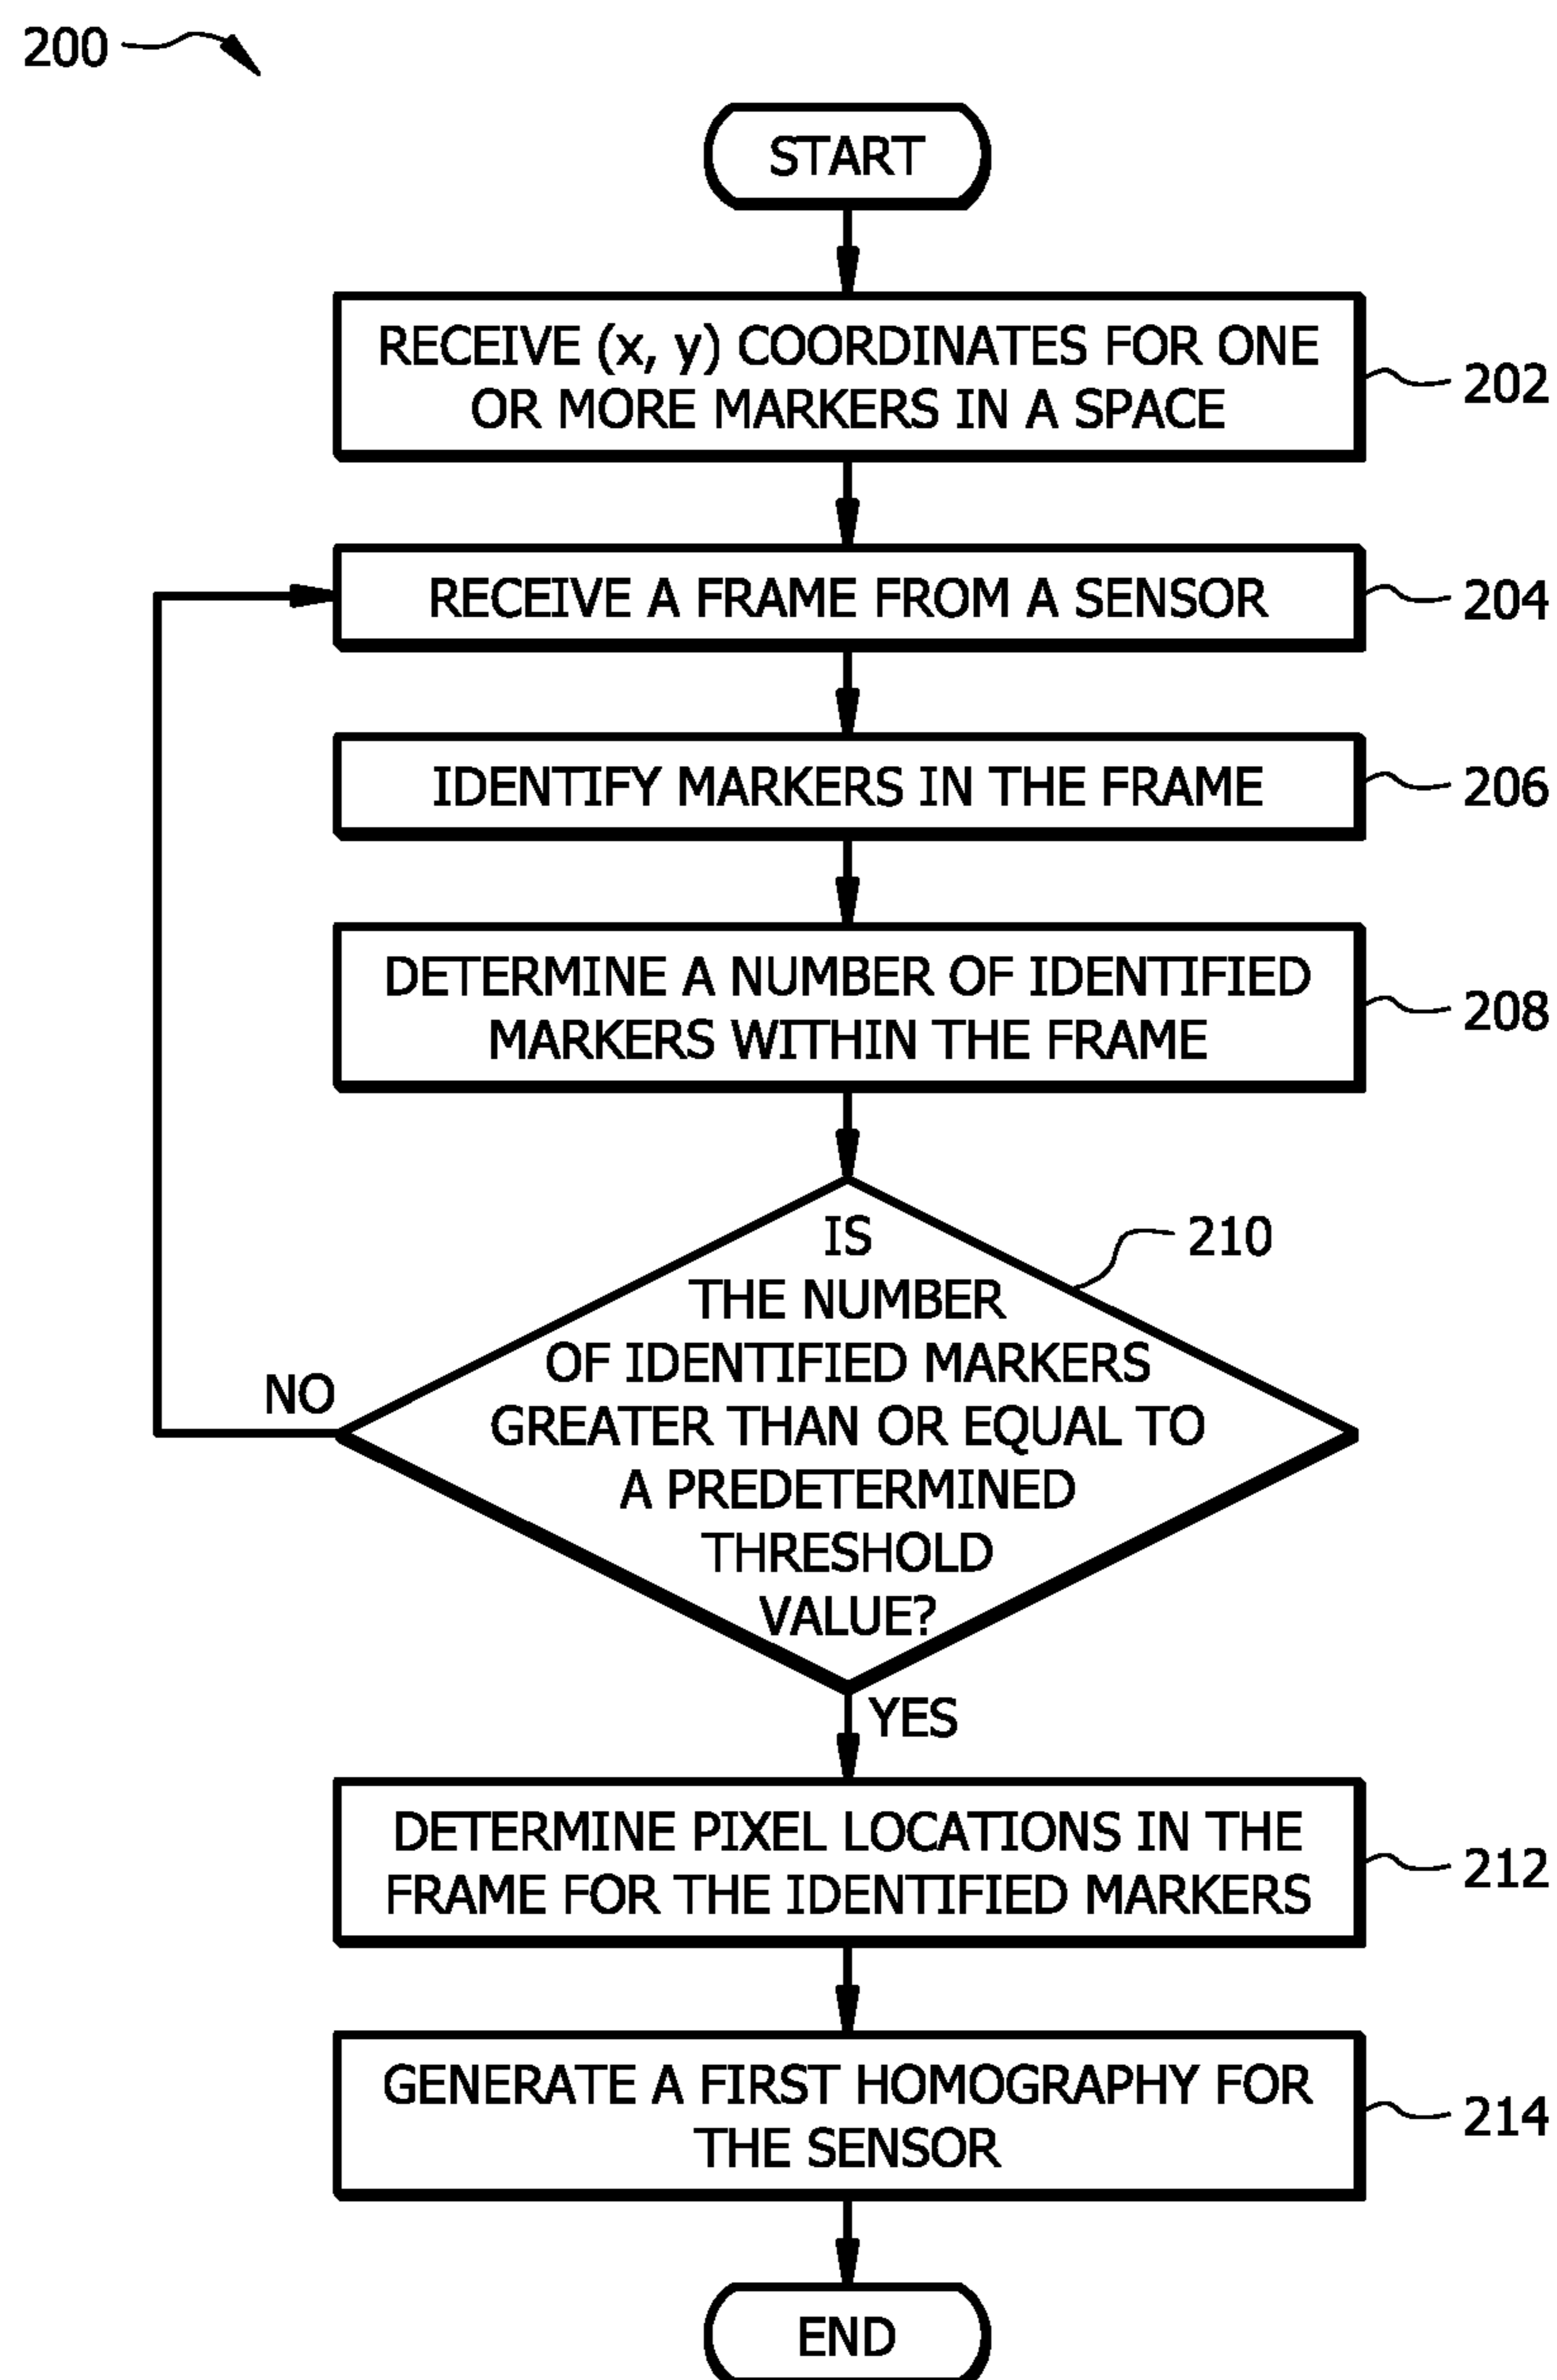 200
START
RECEIVE (x, y) COORDINATES FOR ONE
OR MORE MARKERS IN A SPACE
202
RECEIVE A FRAME FROM A SENSOR
204
IDENTIFY MARKERS IN THE FRAME
206
DETERMINE A NUMBER OF IDENTIFIED
MARKERS WITHIN THE FRAME
208
IS
THE NUMBER
OF IDENTIFIED MARKERS
GREATER THAN OR EQUAL TO
A PREDETERMINED
THRESHOLD
VALUE?
210
NO
YES
DETERMINE PIXEL LOCATIONS IN THE
FRAME FOR THE IDENTIFIED MARKERS
212
GENERATE A FIRST HOMOGRAPHY FOR
THE SENSOR
214
END